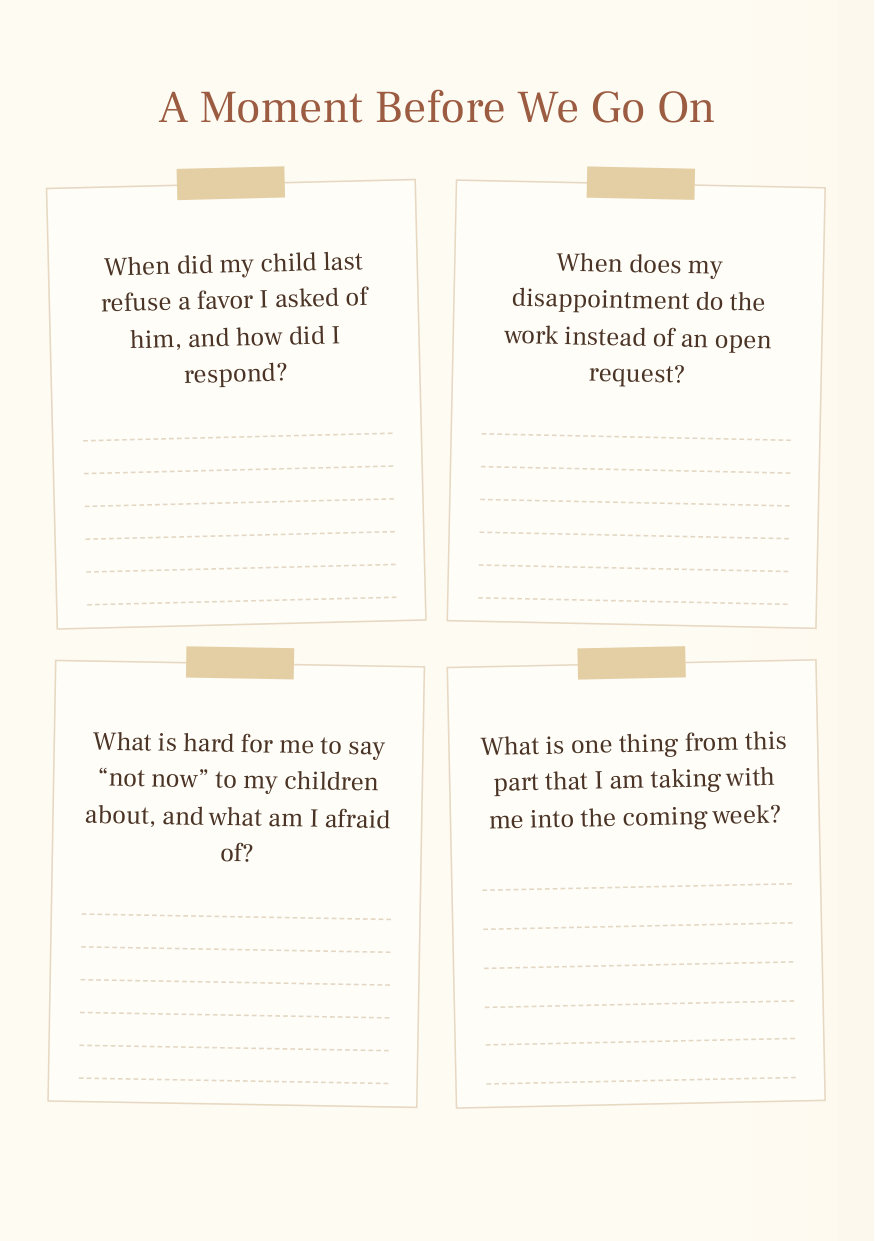 A Moment Before We Go On
When did my child last
refuse a favor I asked of
him, and how did I
respond?
When does my
disappointment do the
work instead of an open
request?
What is hard for me to say
“not now” to my children
about, and what am I afraid
of?
What is one thing from this
part that I am taking with
me into the coming week?